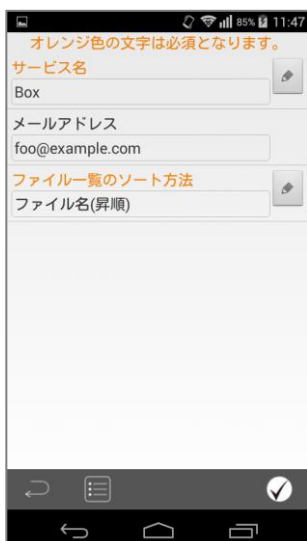 85% 11:47
オレンジ色の文字は必須となります。
サービス名
Box
メールアドレス
foo@example.com
ファイル一覧のソート方法
ファイル名(昇順)